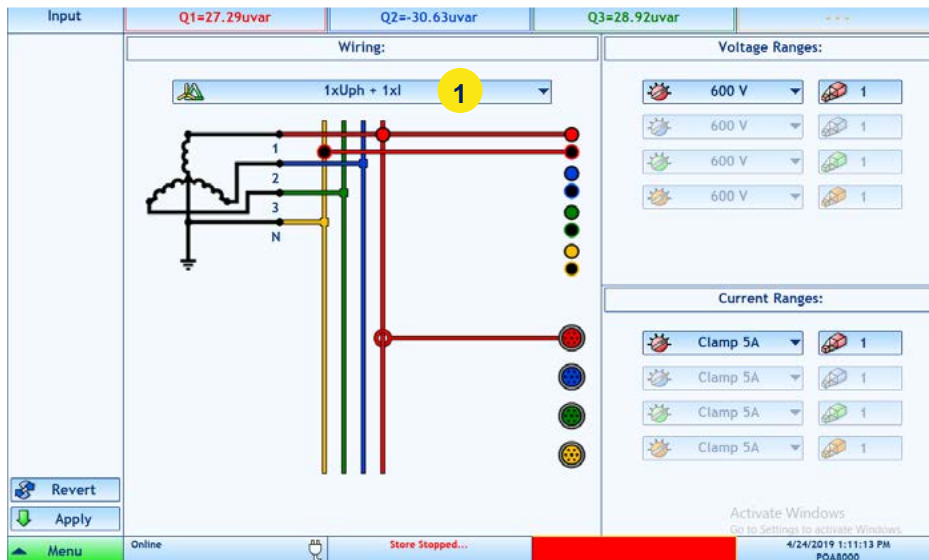 Input Q1=27.29uvar Q2=-30.63uvar Q3=28.92uvar ---
Wiring:
1xUph + 1xI 1
1
2
3
N
Voltage Ranges:
600 V 1
600 V 1
600 V 1
600 V 1
Current Ranges:
Clamp 5A 1
Clamp 5A 1
Clamp 5A 1
Clamp 5A 1
Revert
Apply
Menu
Activate Windows
Go to Settings to activate Windows.
Online
Store Stopped...
4/24/2019 1:11:13 PM
PQA8000